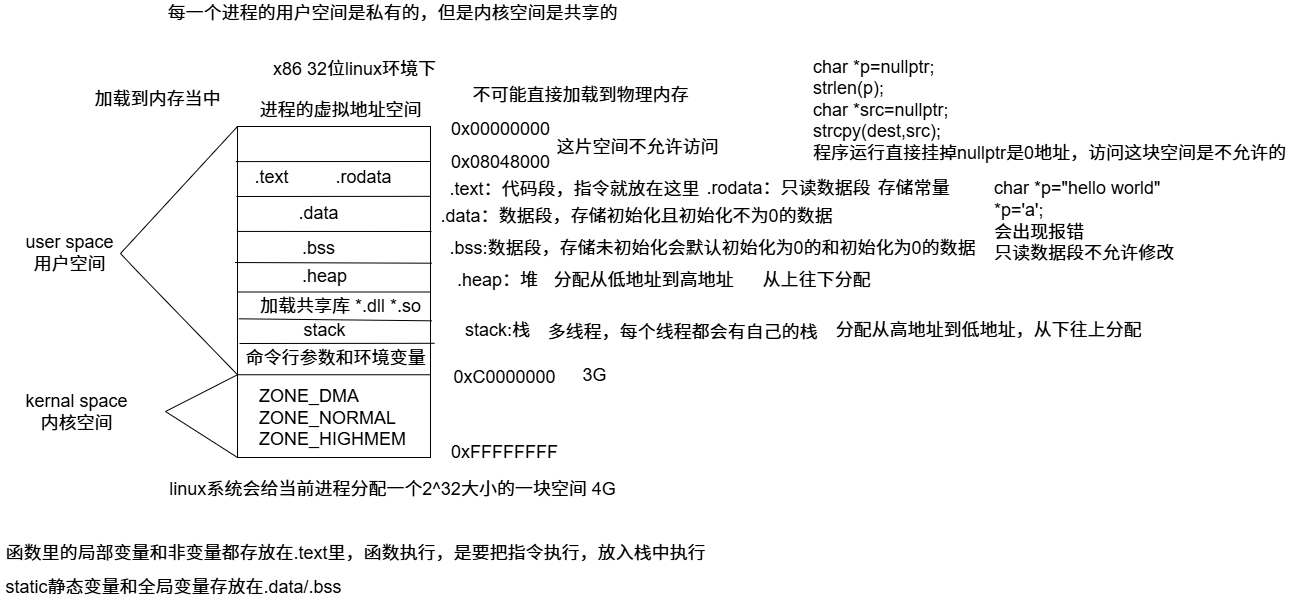 每一个进程的用户空间是私有的，但是内核空间是共享的
x86 32位linux环境下
加载到内存当中
进程的虚拟地址空间
不可能直接加载到物理内存
char *p=nullptr;
strlen(p);
char *src=nullptr;
strcpy(dest,src);
程序运行直接挂掉nullptr是0地址，访问这块空间是不允许的
0x00000000
这片空间不允许访问
0x08048000
.text .rodata
.text：代码段，指令就放在这里 .rodata：只读数据段 存储常量
char *p="hello world"
*p='a';
会出现报错
只读数据段不允许修改
.data
.data：数据段，存储初始化且初始化不为0的数据
user space
用户空间
.bss
.bss:数据段，存储未初始化会默认初始化为0的和初始化为0的数据
.heap
.heap：堆 分配从低地址到高地址 从上往下分配
加载共享库 *.dll *.so
stack
stack:栈 多线程，每个线程都会有自己的栈 分配从高地址到低地址，从下往上分配
命令行参数和环境变量
0xC0000000 3G
kernal space
内核空间
ZONE_DMA
ZONE_NORMAL
ZONE_HIGHMEM
0xFFFFFFFF
linux系统会给当前进程分配一个2^32大小的一块空间 4G
函数里的局部变量和非变量都存放在.text里，函数执行，是要把指令执行，放入栈中执行
static静态变量和全局变量存放在.data/.bss